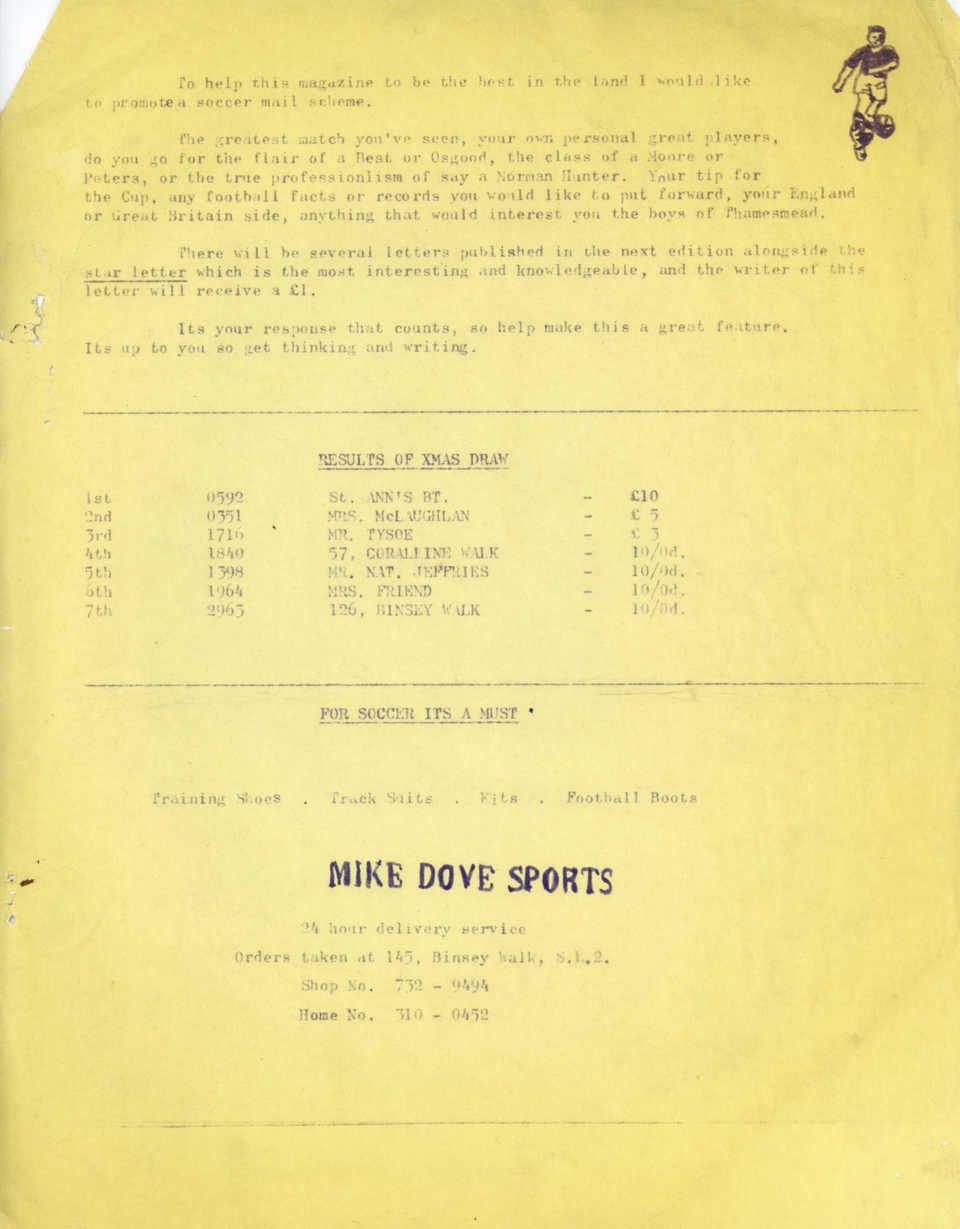 To help this magazine to be the best in the land I would like
to promote a soccer mail scheme.
The greatest match you've seen, your own personal great players,
do you go for the flair of a Best or Osgood, the class of a Moore or
Peters, or the true professionlism of say a Norman Hunter. Your tip for
the Cup, any football facts or records you would like to put forward, your England
or Great Britain side, anything that would interest you the boys of Thamesmead.
There will be several letters published in the next edition alongside the
star letter which is the most interesting and knowledgeable, and the writer of this
letter will receive a £1.
Its your response that counts, so help make this a great feature.
Its up to you so get thinking and writing.
RESULTS OF XMAS DRAW
1st 0592 St. ANN'S BT. - £10
2nd 0351 MRS. McLAUGHLAN - £ 5
3rd 1716 MR. TYSOE - £ 3
4th 1840 57, CORALLINE WALK - 10/0d.
5th 1398 MR. NAT. JEFFRIES - 10/0d.
6th 1964 MRS. FRIEND - 10/0d.
7th 2963 126, BINSEY WALK - 10/0d.
FOR SOCCER ITS A MUST '
Training Shoes . Track Suits . Kits . Football Boots
MIKE DOVE SPORTS
24 hour delivery service
Orders taken at 145, Binsey Walk, S.E.2.
Shop No. 732 - 9494
Home No. 310 - 0452